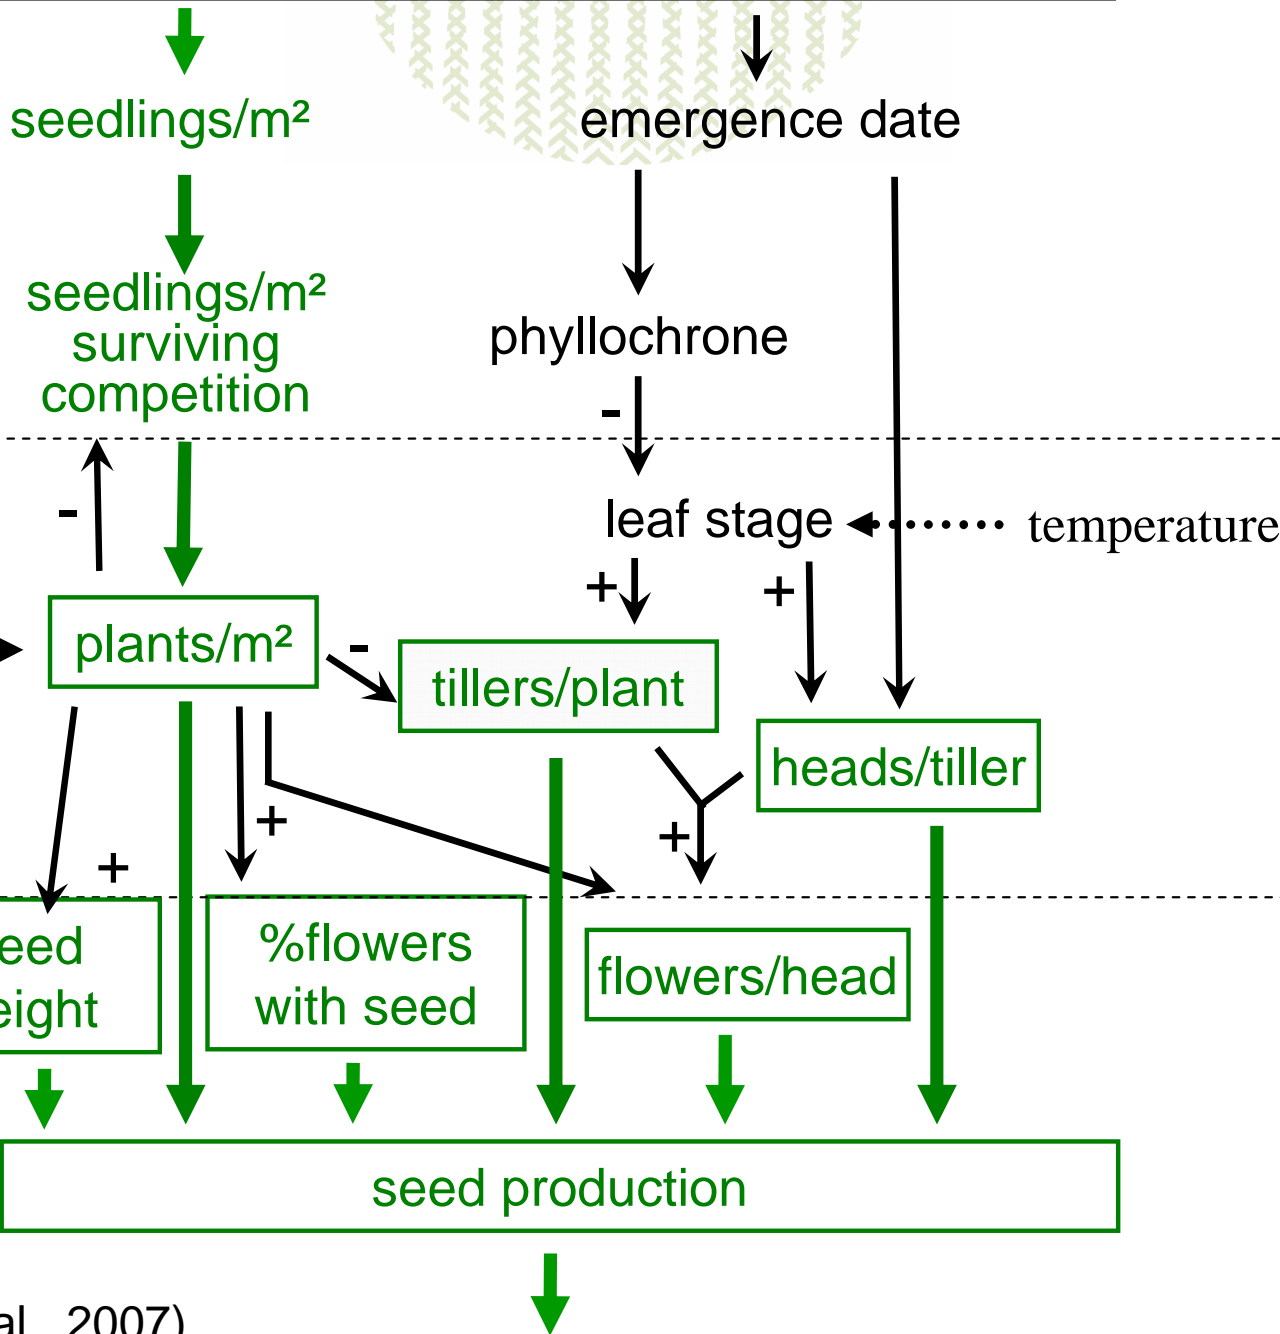 seedlings/m²
emergence date
seedlings/m²
surviving
competition
phyllochrone
-
-
leaf stage
temperature
+
+
plants/m²
-
tillers/plant
heads/tiller
+
+
+
eed
eight
%flowers
with seed
flowers/head
seed production
al., 2007)